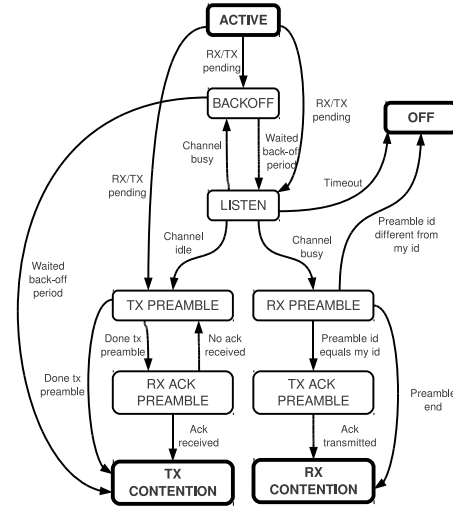 ACTIVE
RX/TX
pending
BACKOFF
RX/TX
pending
OFF
Channel
busy
Waited
back-off
period
RX/TX
pending
LISTEN
Timeout
Preamble id
different from
my id
Channel
idle
Channel
busy
Waited
back-off
period
TX PREAMBLE
RX PREAMBLE
Done tx
preamble
No ack
received
Preamble id
equals my id
Done tx
preamble
RX ACK
PREAMBLE
TX ACK
PREAMBLE
Preamble
end
Ack
received
Ack
transmitted
TX
CONTENTION
RX
CONTENTION